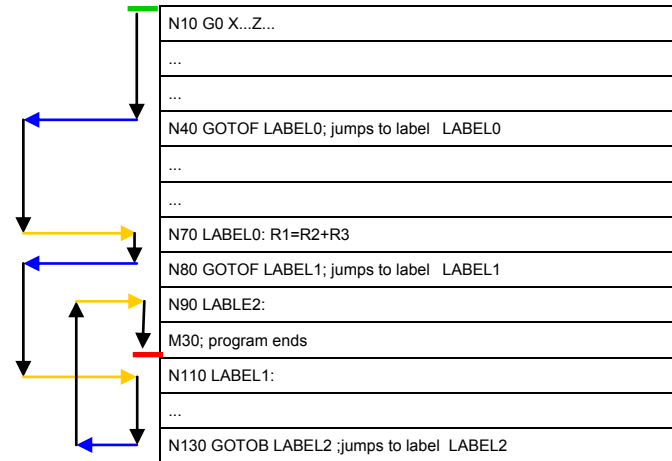 N10 G0 X...Z...
...
...
N40 GOTOF LABEL0; jumps to label LABEL0
...
...
N70 LABEL0: R1=R2+R3
N80 GOTOF LABEL1; jumps to label LABEL1
N90 LABLE2:
M30; program ends
N110 LABEL1:
...
N130 GOTOB LABEL2 ;jumps to label LABEL2